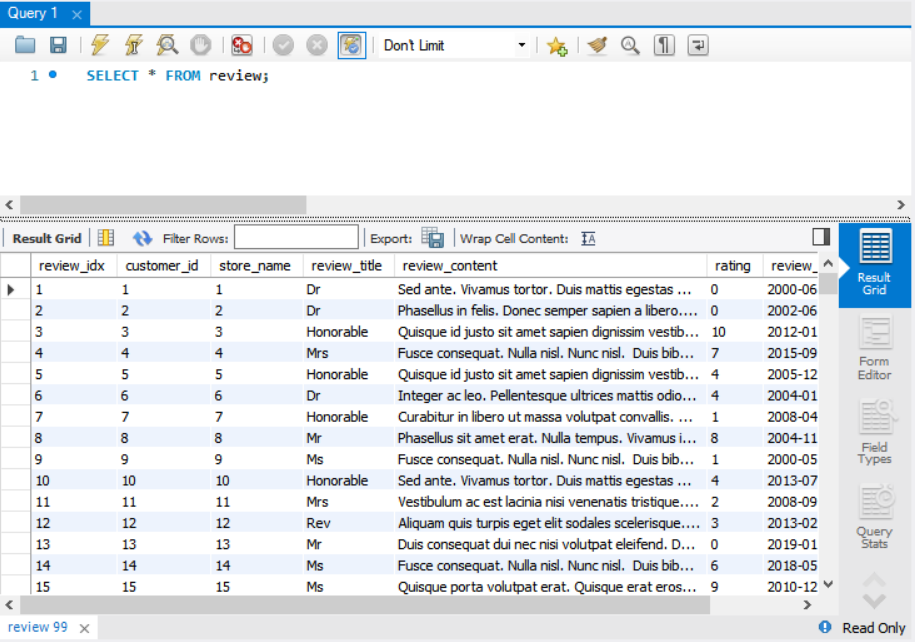 Query 1
Don't Limit
1 SELECT * FROM review;
Result Grid Filter Rows: Export: Wrap Cell Content: IA
review_idx customer_id store_name review_title review_content rating review_
1 1 1 Dr Sed ante. Vivamus tortor. Duis mattis egestas ... 0 2000-06
2 2 2 Dr Phasellus in felis. Donec semper sapien a libero.... 0 2002-06
3 3 3 Honorable Quisque id justo sit amet sapien dignissim vestib... 10 2012-01
4 4 4 Mrs Fusce consequat. Nulla nisl. Nunc nisl. Duis bib... 7 2015-09
5 5 5 Honorable Quisque id justo sit amet sapien dignissim vestib... 4 2005-12
6 6 6 Dr Integer ac leo. Pellentesque ultrices mattis odio... 4 2004-01
7 7 7 Honorable Curabitur in libero ut massa volutpat convallis. ... 1 2008-04
8 8 8 Mr Phasellus sit amet erat. Nulla tempus. Vivamus i... 8 2004-11
9 9 9 Ms Fusce consequat. Nulla nisl. Nunc nisl. Duis bib... 1 2000-05
10 10 10 Honorable Sed ante. Vivamus tortor. Duis mattis egestas ... 4 2013-07
11 11 11 Mrs Vestibulum ac est lacinia nisi venenatis tristique.... 2 2008-09
12 12 12 Rev Aliquam quis turpis eget elit sodales scelerisque.... 3 2013-02
13 13 13 Mr Duis consequat dui nec nisi volutpat eleifend. D... 0 2019-01
14 14 14 Ms Fusce consequat. Nulla nisl. Nunc nisl. Duis bib... 6 2018-05
15 15 15 Ms Quisque porta volutpat erat. Quisque erat eros... 9 2010-12
Result
Grid
Form
Editor
Field
Types
Query
Stats
review 99
Read Only